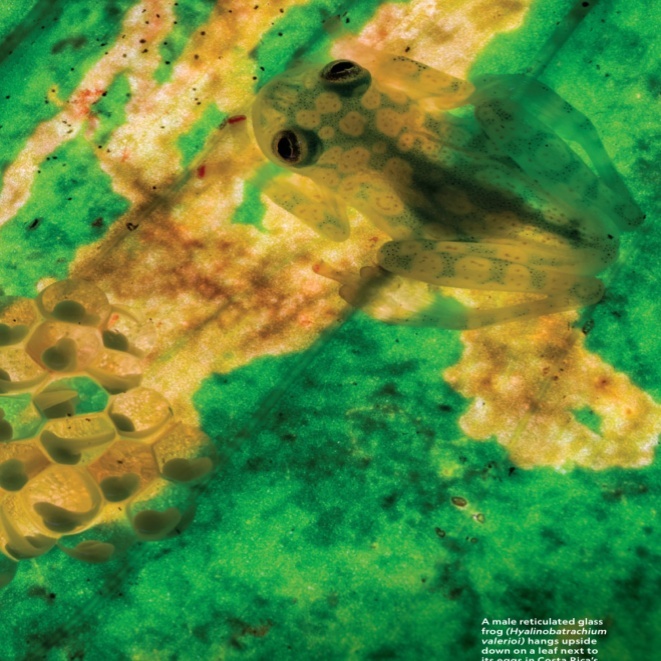 A male reticulated glass
frog (Hyalinobatrachium
valerioi) hangs upside
down on a leaf next to
its eggs in Costa Rica's